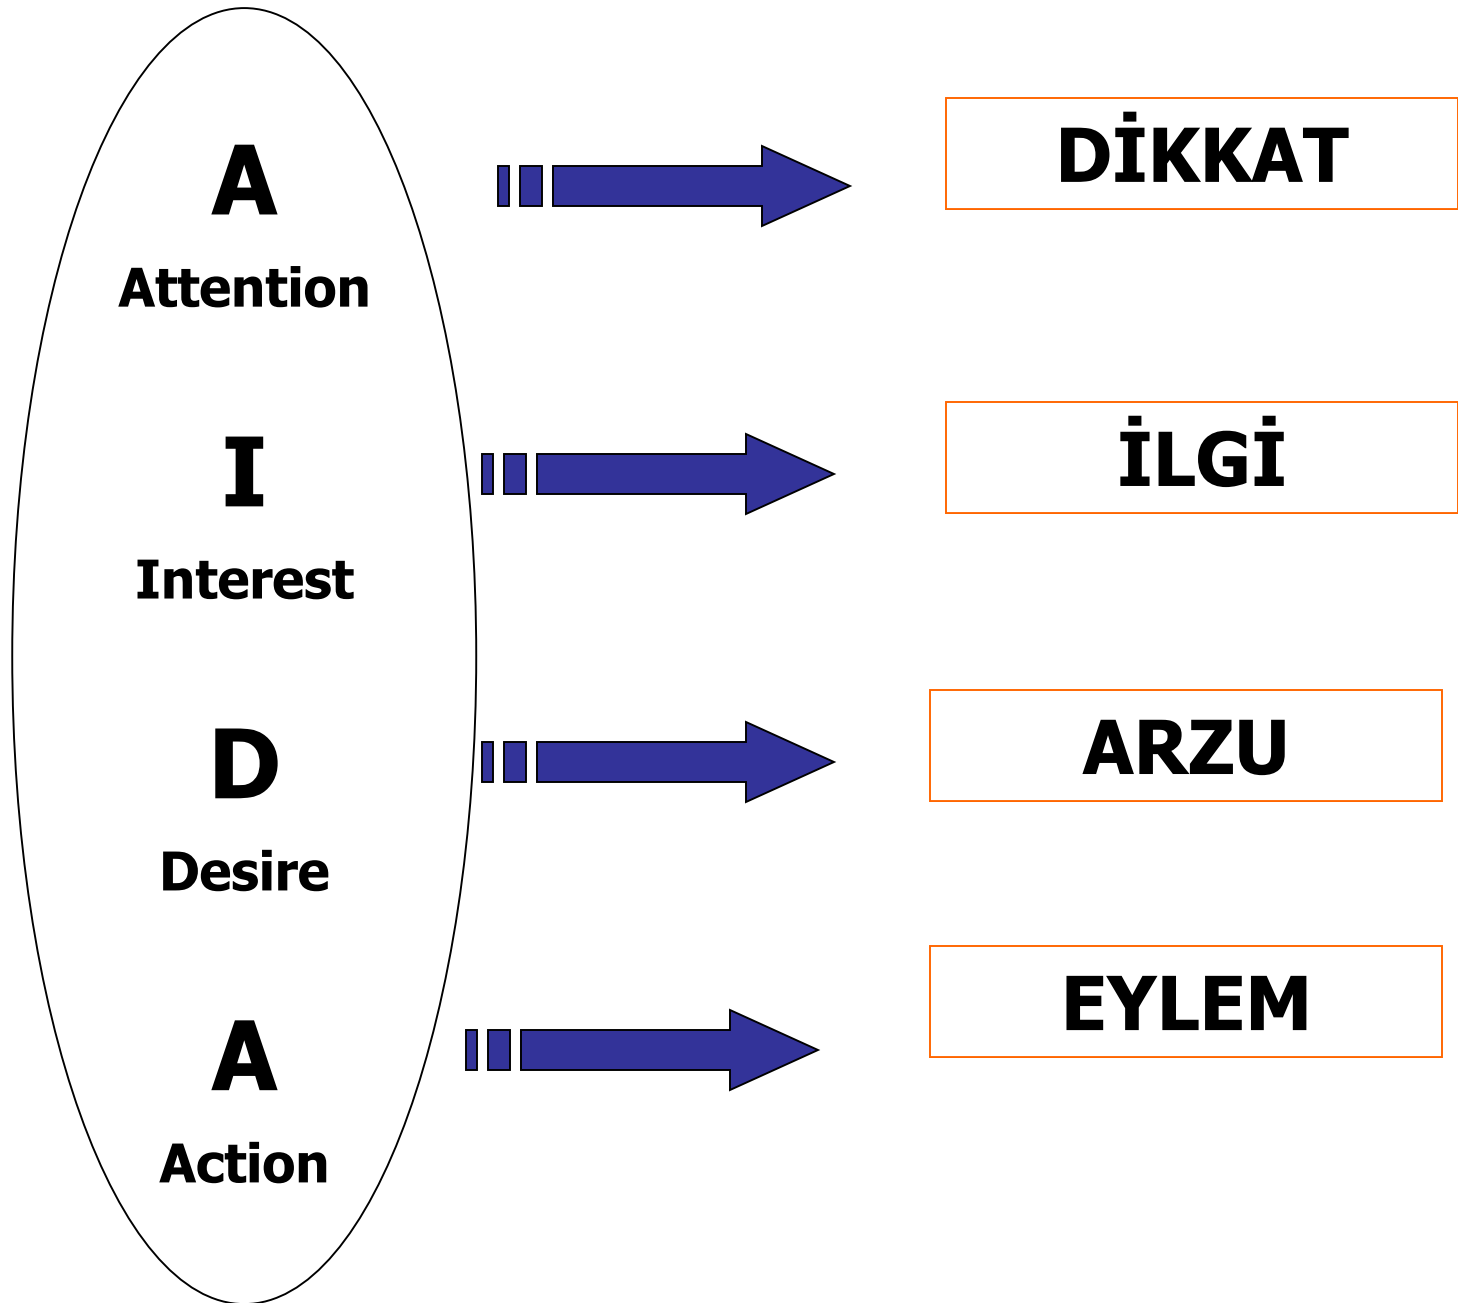 A
Attention
DİKKAT
I
Interest
İLGİ
D
Desire
ARZU
A
Action
EYLEM